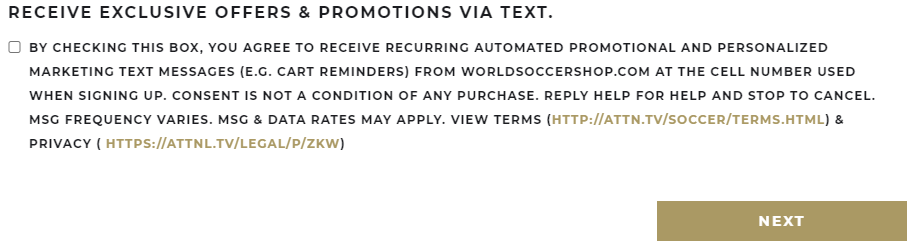 RECEIVE EXCLUSIVE OFFERS & PROMOTIONS VIA TEXT.
BY CHECKING THIS BOX, YOU AGREE TO RECEIVE RECURRING AUTOMATED PROMOTIONAL AND PERSONALIZED
MARKETING TEXT MESSAGES (E.G. CART REMINDERS) FROM WORLDSOCCERSHOP.COM AT THE CELL NUMBER USED
WHEN SIGNING UP. CONSENT IS NOT A CONDITION OF ANY PURCHASE. REPLY HELP FOR HELP AND STOP TO CANCEL.
MSG FREQUENCY VARIES. MSG & DATA RATES MAY APPLY. VIEW TERMS (HTTP://ATTN.TV/SOCCER/TERMS.HTML) &
PRIVACY ( HTTPS://ATTNL.TV/LEGAL/P/ZKW)
NEXT